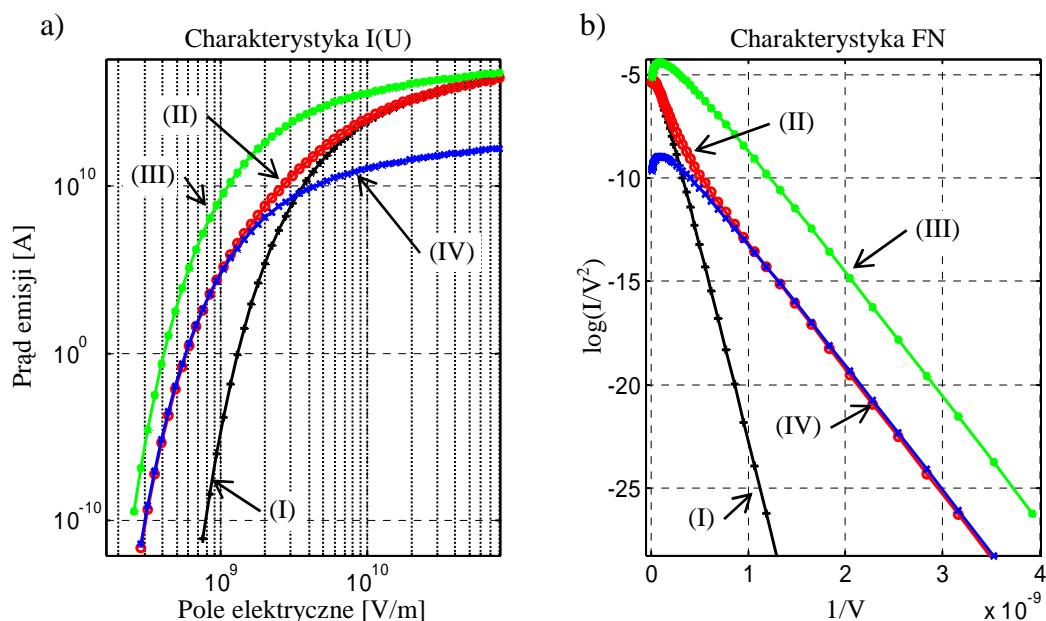 a)
Charakterystyka I(U)
Prąd emisji [A]
10^10
10^0
10^-10
(II)
(III)
(IV)
(I)
10^9
10^10
Pole elektryczne [V/m]
b)
Charakterystyka FN
log(I/V^2)
-5
-10
-15
-20
-25
(II)
(III)
(IV)
(I)
0
1
2
3
4
1/V
x 10^-9